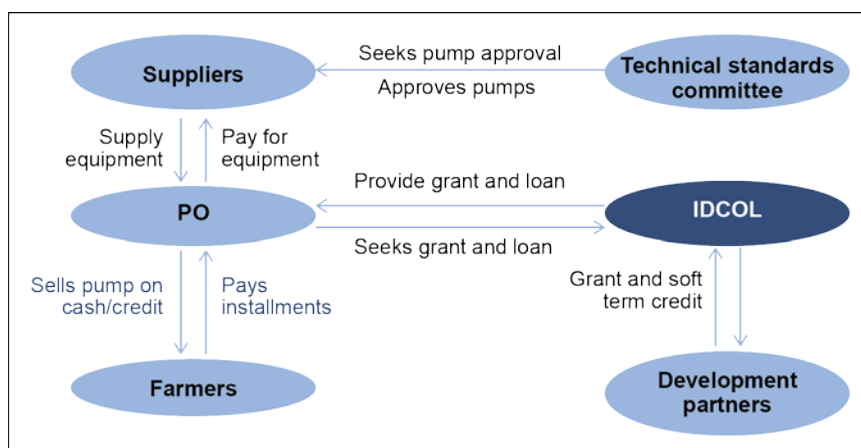 Suppliers
Seeks pump approval
Approves pumps
Technical standards
committee
Supply
equipment
Pay for
equipment
PO
Provide grant and loan
Seeks grant and loan
IDCOL
Sells pump on
cash/credit
Pays
installments
Grant and soft
term credit
Farmers
Development
partners